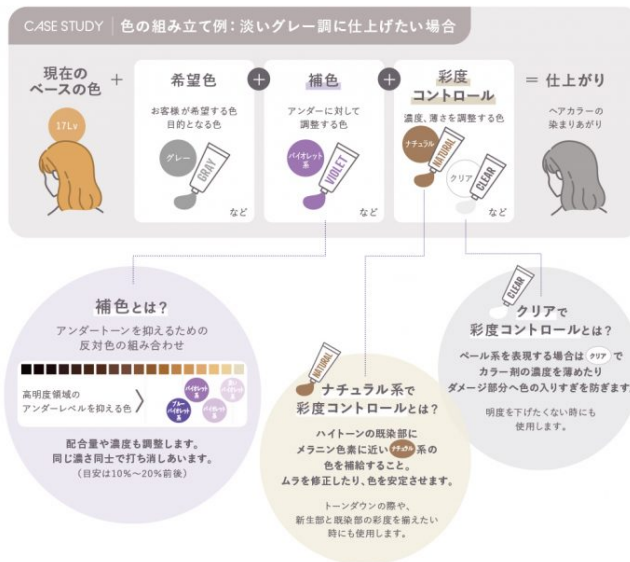 CASE STUDY 色の組み立て例：淡いグレー調に仕上げたい場合
現在の
ベースの色
17Lv
+
希望色
お客様が希望する色
目的となる色
グレー
GRAY
など
+
補色
アンダーに対して
調整する色
バイオレット
系
VIOLET
など
+
彩度
コントロール
濃度、薄さを調整する色
ナチュラル
NATURAL
クリア
CLEAR
など
= 仕上がり
ヘアカラーの
染まりあがり
補色とは？
アンダートーンを抑えるための
反対色の組み合わせ
高明度領域の
アンダーレベルを抑える色
バイオレット
系
ブルー
バイオレット
系
配合量や濃度も調整します。
同じ濃さ同士で打ち消しあいます。
（目安は10%〜20%前後）
NATURAL
ナチュラル系で
彩度コントロールとは？
ハイトーンの既染部に
メラニン色素に近いナチュラル系の
色を補給すること。
ムラを修正したり、色を安定させます。
トーンダウンの際や、
新生部と既染部の彩度を揃えたい
時にも使用します。
CLEAR
クリアで
彩度コントロールとは？
ペール系を表現する場合はクリアで
カラー剤の濃度を薄めたり
ダメージ部分へ色の入りすぎを防ぎます。
明度を下げたくない時にも
使用します。